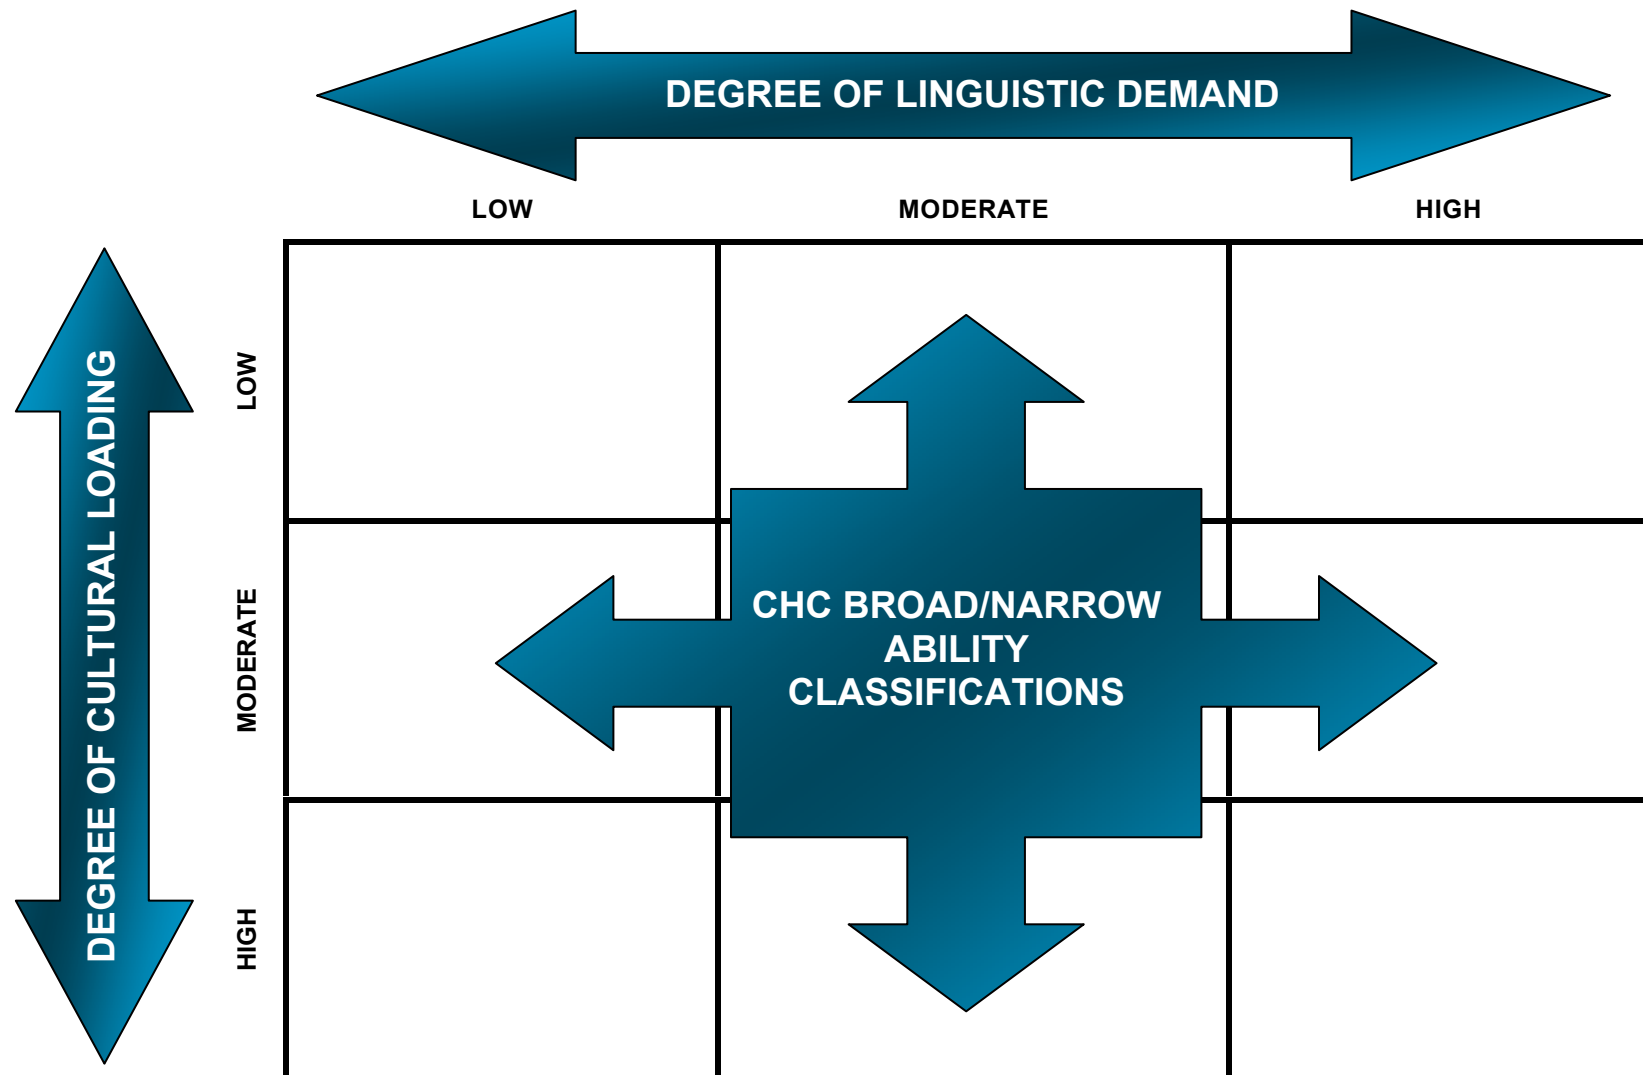 DEGREE OF LINGUISTIC DEMAND
LOW
MODERATE
HIGH
DEGREE OF CULTURAL LOADING
LOW
MODERATE
HIGH
CHC BROAD/NARROW
ABILITY
CLASSIFICATIONS